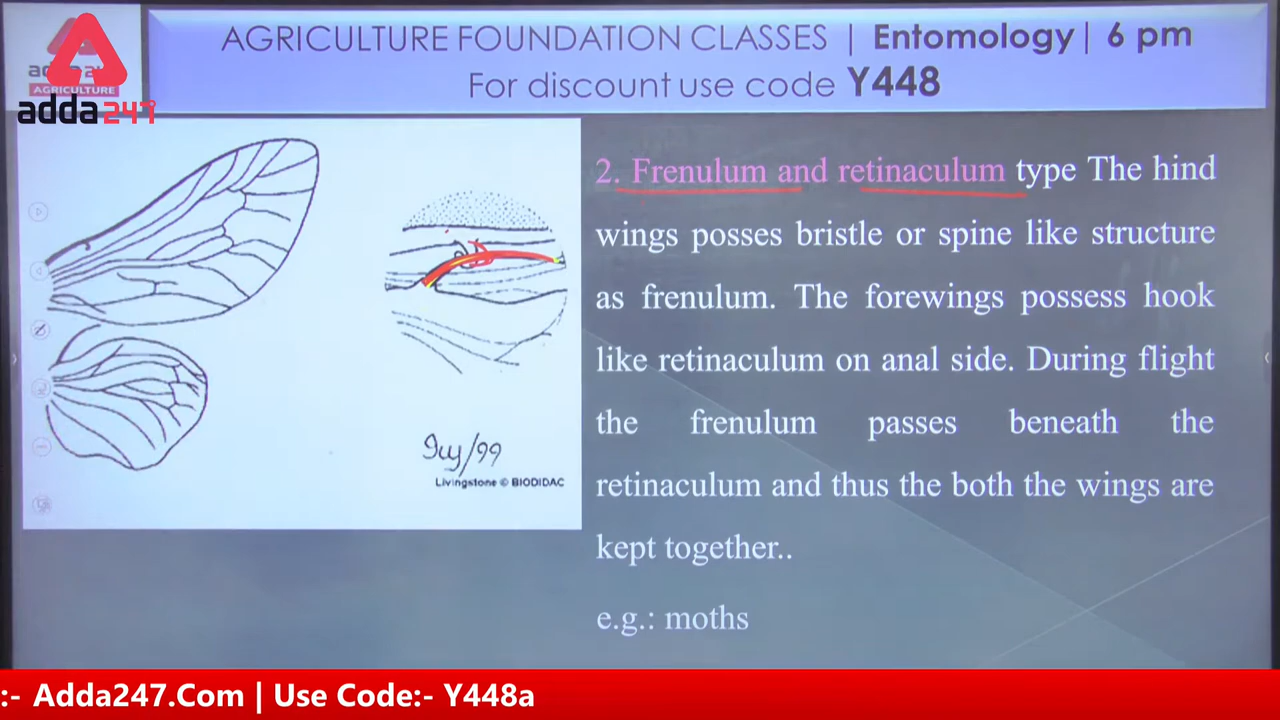 AGRICULTURE FOUNDATION CLASSES | Entomology| 6 pm
For discount use code Y448
AGRICULTURE
adda247
2. Frenulum and retinaculum type The hind
wings posses bristle or spine like structure
as frenulum. The forewings possess hook
like retinaculum on anal side. During flight
the frenulum passes beneath the
retinaculum and thus the both the wings are
kept together..
e.g.: moths
Livingstone © BIODIDAC
:- Adda247.Com | Use Code:- Y448a